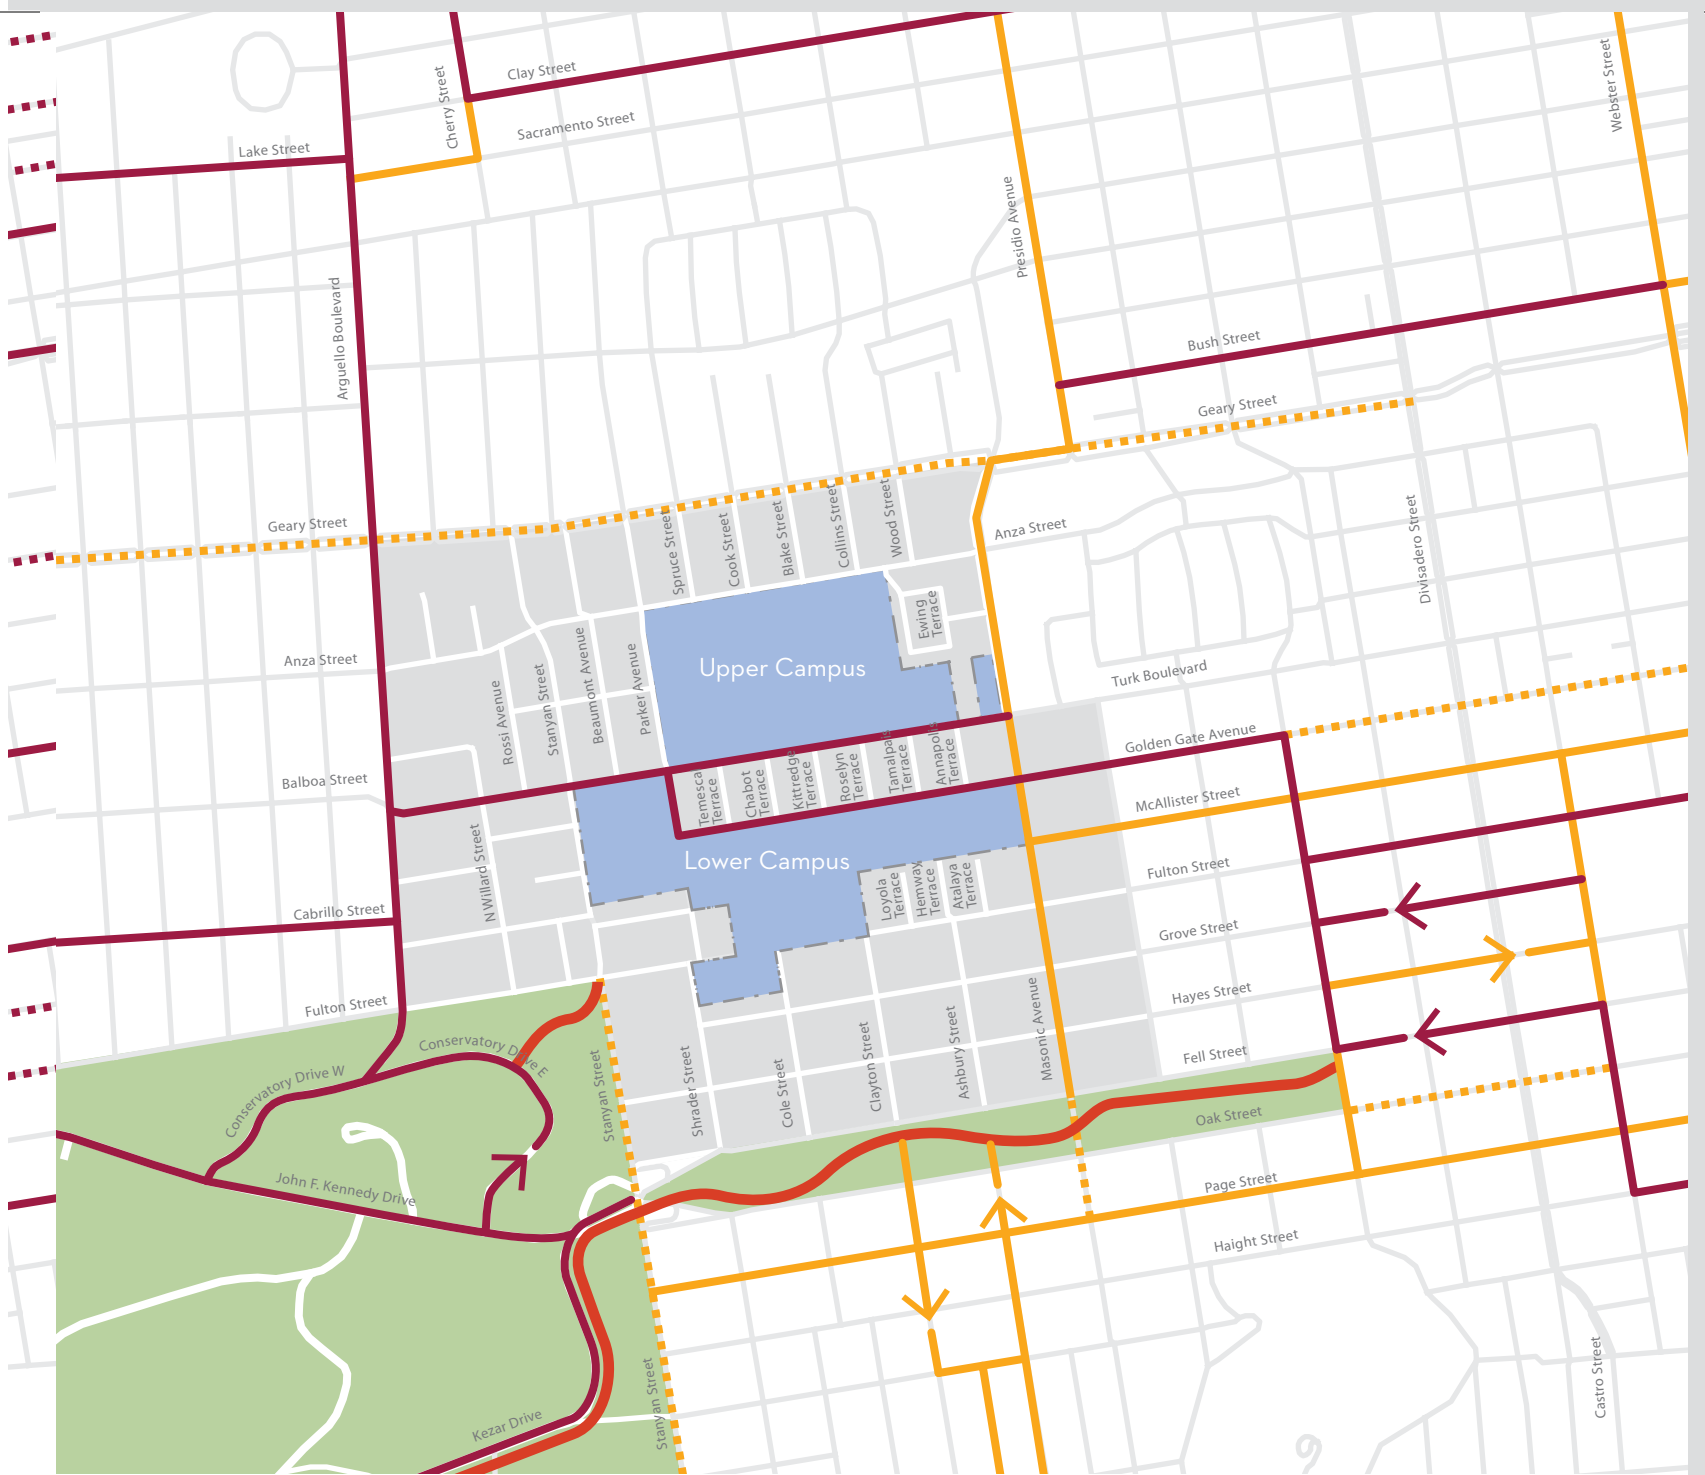 Clay Street
Cherry Street
Sacramento Street
Webster Street
Lake Street
Presidio Avenue
Arguello Boulevard
Bush Street
Geary Street
Geary Street
Anza Street
Spruce Street
Cook Street
Blake Street
Collins Street
Wood Street
Divisadero Street
Ewing
Terrace
Anza Street
Upper Campus
Turk Boulevard
Rossi Avenue
Stanyan Street
Beaumont Avenue
Parker Avenue
Golden Gate Avenue
Balboa Street
Temescal
Terrace
Chabot
Terrace
Kittredge
Terrace
Roselyn
Terrace
Tamalpais
Terrace
Annapolis
Terrace
McAllister Street
N Willard Street
Lower Campus
Fulton Street
Loyola
Terrace
Hemway
Terrace
Atalaya
Terrace
Cabrillo Street
Grove Street
Fulton Street
Hayes Street
Masonic Avenue
Conservatory Drive E
Conservatory Drive W
Stanyan Street
Shrader Street
Cole Street
Clayton Street
Ashbury Street
Fell Street
Oak Street
John F. Kennedy Drive
Page Street
Haight Street
Kezar Drive
Stanyan Street
Castro Street